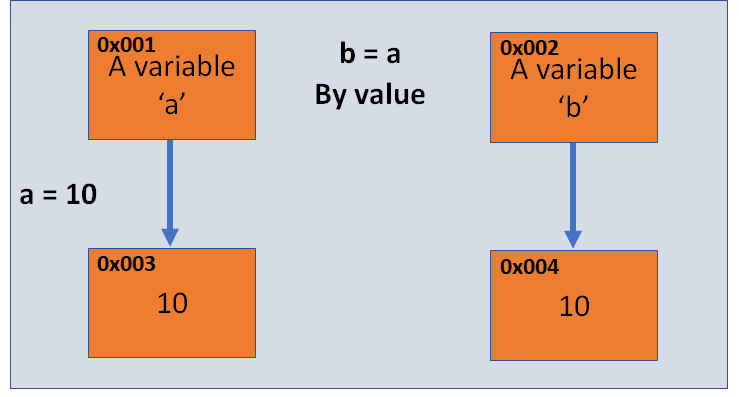 0x001
A variable
‘a’
b = a
By value
0x002
A variable
‘b’
a = 10
0x003
10
0x004
10